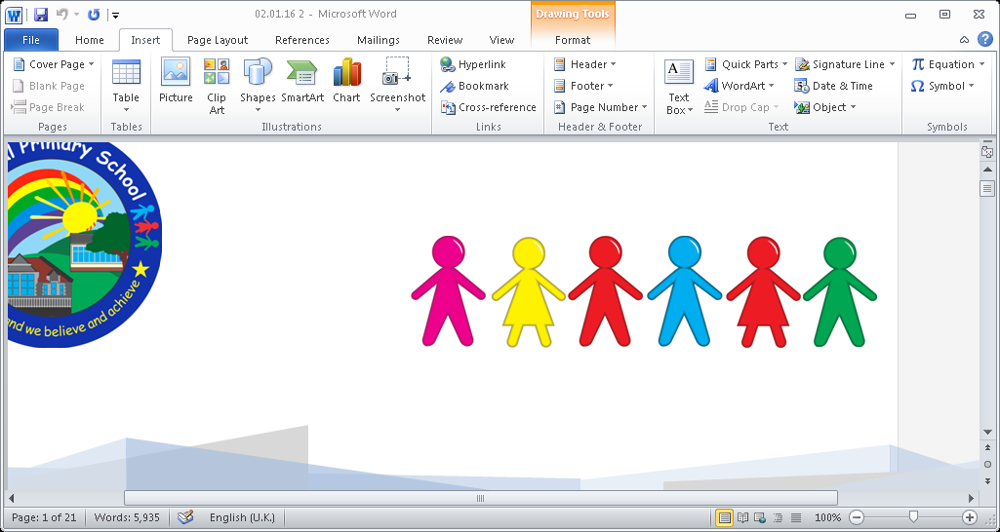 02.01.16 2 - Microsoft Word
Drawing Tools
File Home Insert Page Layout References Mailings Review View Format
Cover Page
Blank Page
Page Break
Pages
Table
Tables
Picture
Clip Art
Shapes
SmartArt
Chart
Screenshot
Illustrations
Hyperlink
Bookmark
Cross-reference
Links
Header
Footer
Page Number
Header & Footer
Text Box
Quick Parts
WordArt
Drop Cap
Signature Line
Date & Time
Object
Text
Equation
Symbol
Symbols
Primary School
and we believe and achieve
Page: 1 of 21 Words: 5,935 English (U.K.) 100%